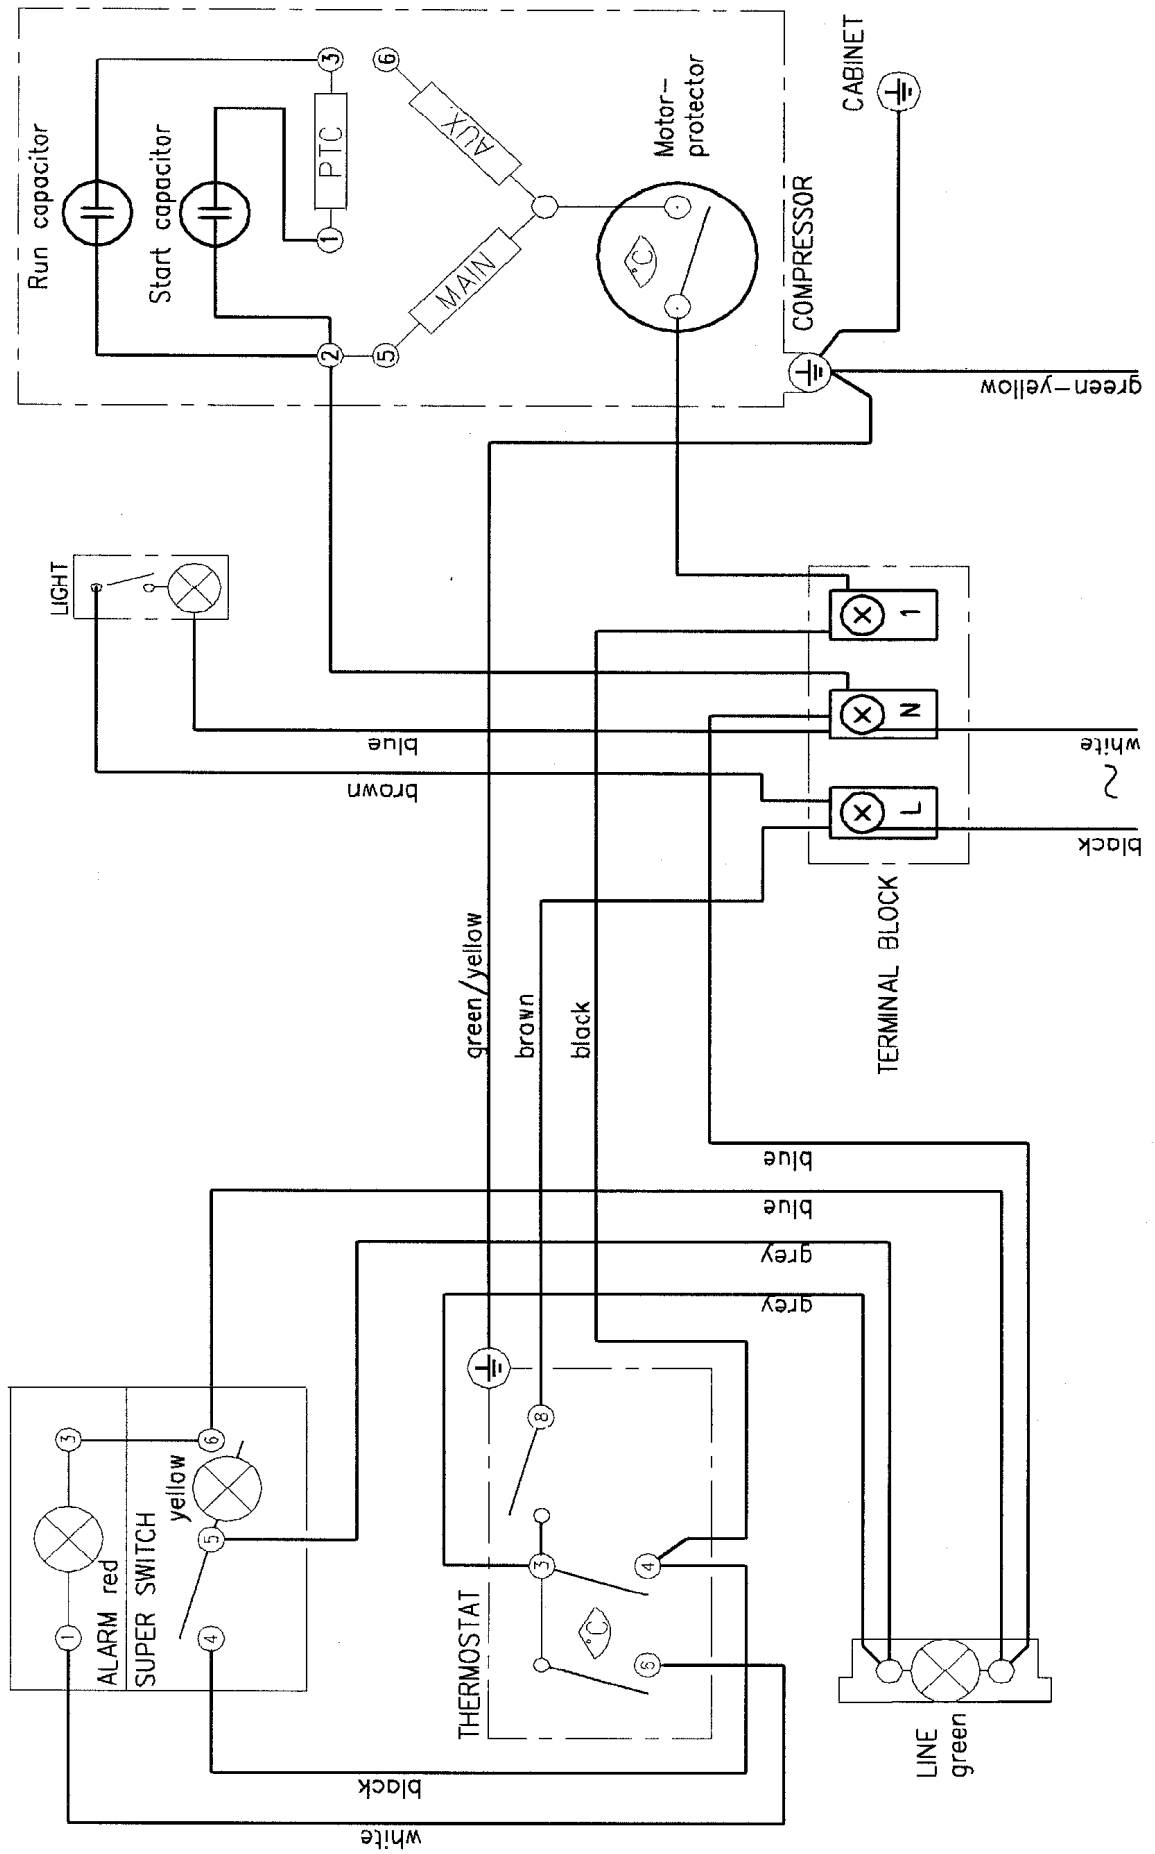 Run capacitor
Start capacitor
3
PTC
1
6
AUX.
MAIN
2
5
°C
Motor-
protector
COMPRESSOR
CABINET
green-yellow
LIGHT
blue
brown
1
N
L
white
black
TERMINAL BLOCK
green/yellow
brown
black
blue
blue
grey
grey
3
1
ALARM red
SUPER SWITCH
yellow
6
5
4
THERMOSTAT
8
3
4
°C
6
black
white
LINE
green